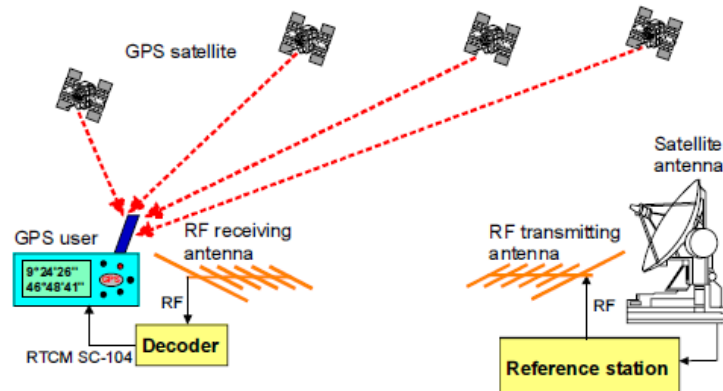 GPS satellite
Satellite
antenna
GPS user
RF receiving
antenna
RF transmitting
antenna
9°24'26"
46°48'41"
GPS
RF
RF
RTCM SC-104
Decoder
Reference station